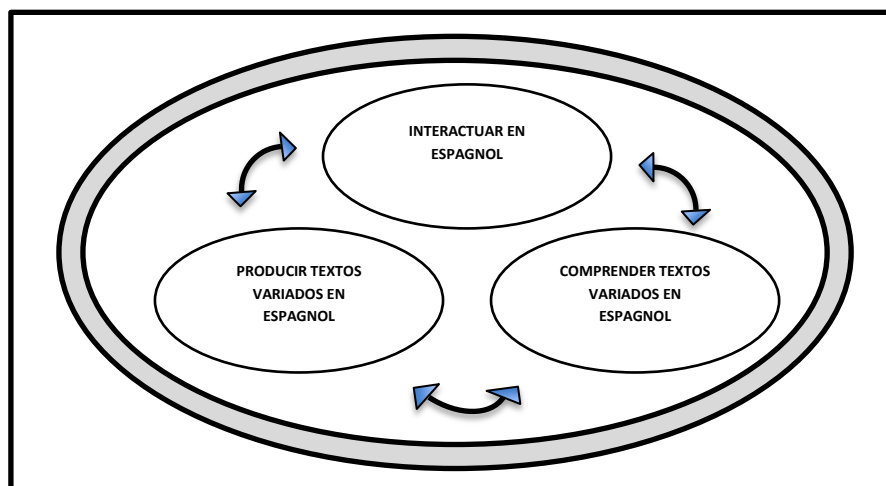 INTERACTUAR EN
ESPAGNOL
PRODUCIR TEXTOS
VARIADOS EN
ESPAGNOL
COMPRENDER TEXTOS
VARIADOS EN
ESPAGNOL